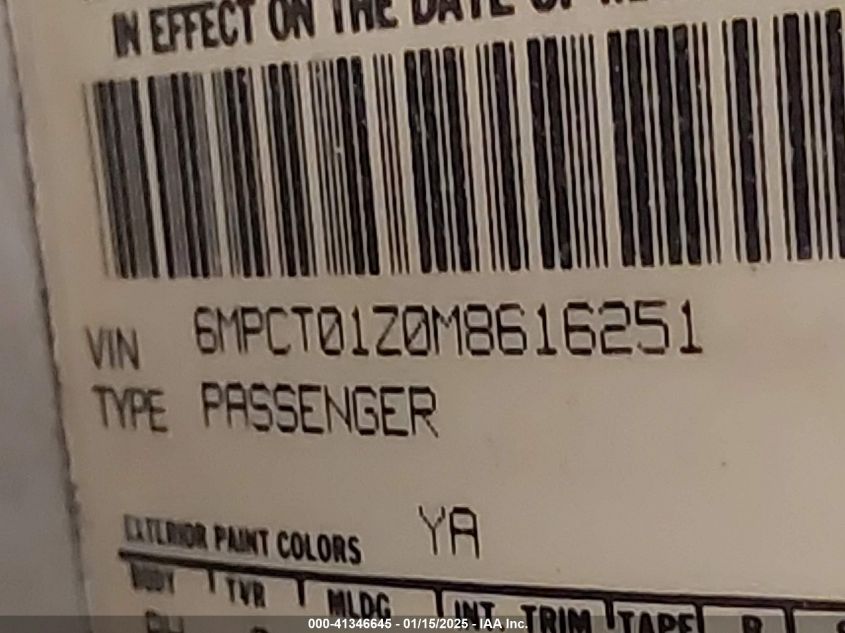 IN EFFECT ON THE DATE OF
VIN 6MPCT01Z0M8616251
TYPE PASSENGER
EXTERIOR PAINT COLORS YA
BODY TVR MLDG INT. TRIM TAPE R
000-41346645 - 01/15/2025 - IAA Inc.